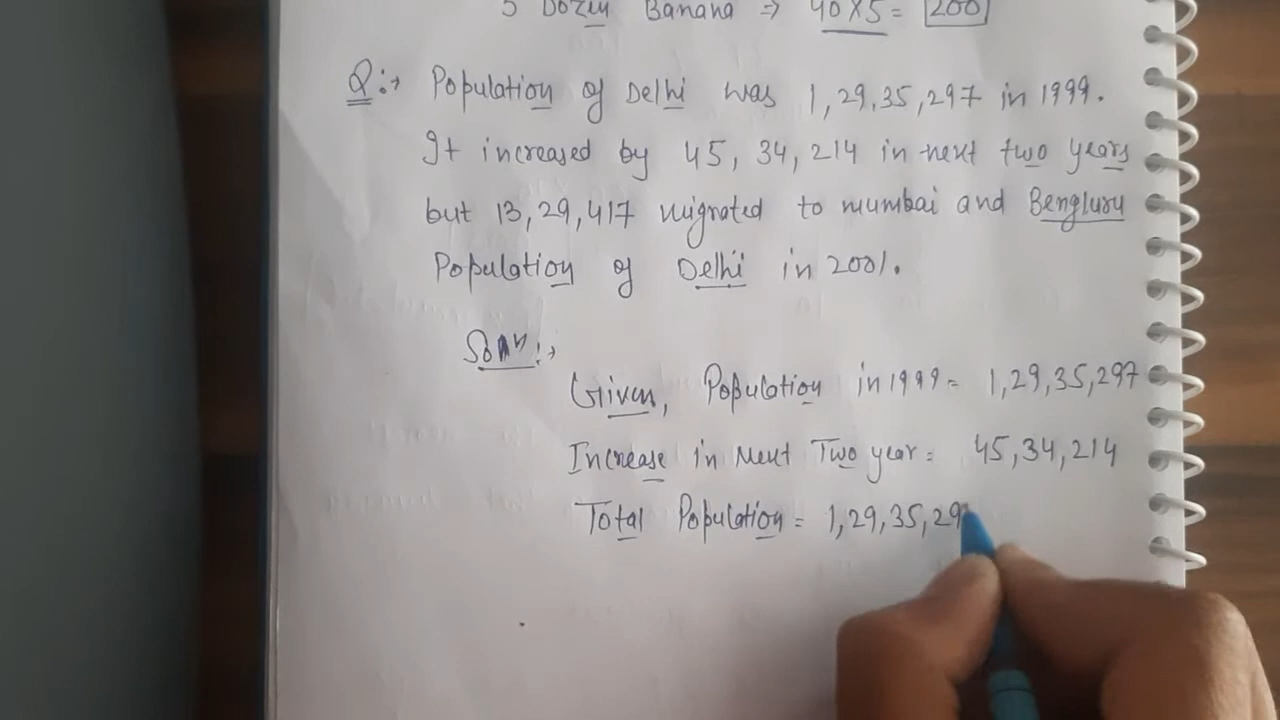 5 Dozen Banana ⇒ 40×5= 200
Q:→ Population of Delhi was 1,29,35,297 in 1999.
It increased by 45, 34, 214 in next two years
but 13,29,417 migrated to mumbai and Bengluru
Population of Delhi in 2001.
Soln:→
Given, Population in 1999= 1,29,35,297
Increase in Next Two year= 45,34,214
Total Population = 1,29,35,29